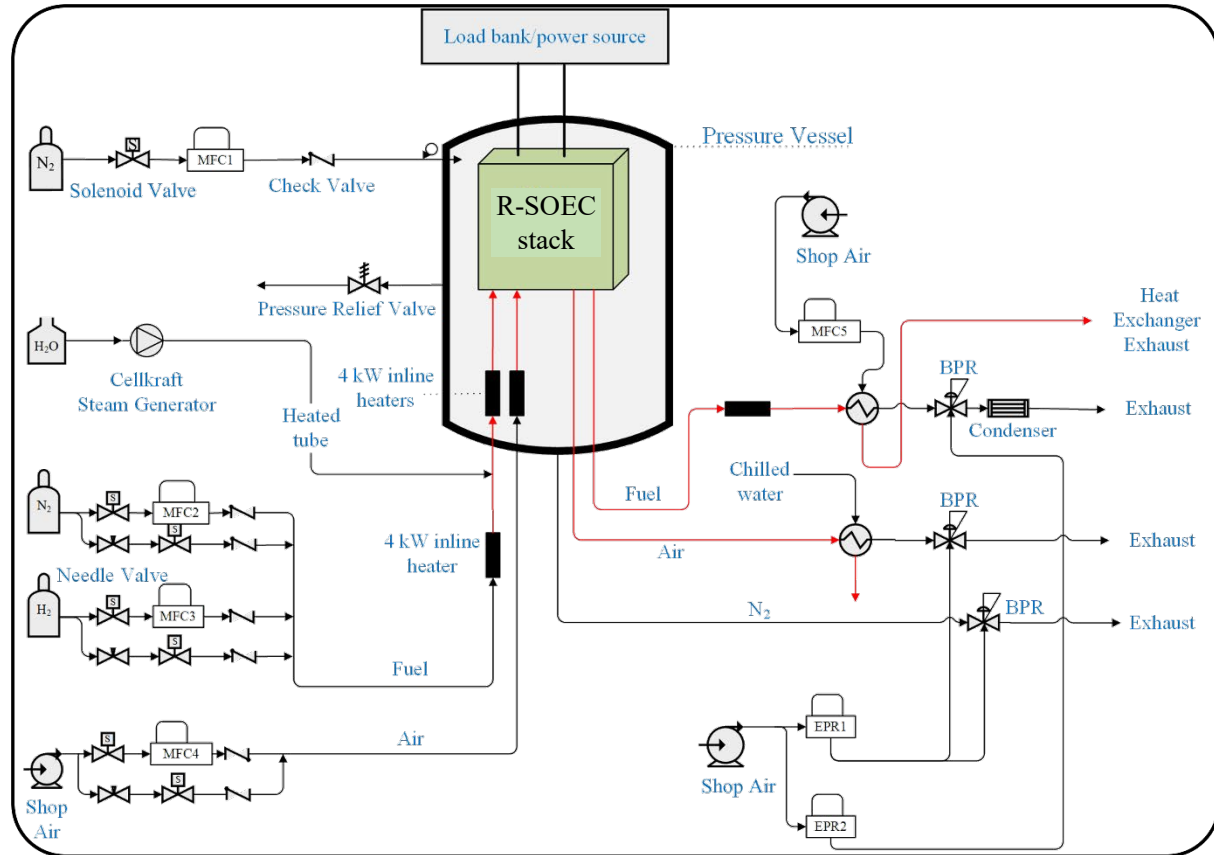 Load bank/power source
Pressure Vessel
N2
S
MFC1
Solenoid Valve
Check Valve
R-SOEC
stack
Shop Air
Pressure Relief Valve
MFC5
Heat
Exchanger
Exhaust
H2O
Cellkraft
Steam Generator
4 kW inline
heaters
Heated
tube
BPR
Exhaust
Condenser
N2
S
MFC2
S
Needle Valve
Chilled
water
Fuel
BPR
Air
Exhaust
4 kW inline
heater
H2
S
MFC3
S
N2
BPR
Exhaust
Fuel
S
MFC4
S
Air
Shop
Air
EPR1
Shop Air
EPR2